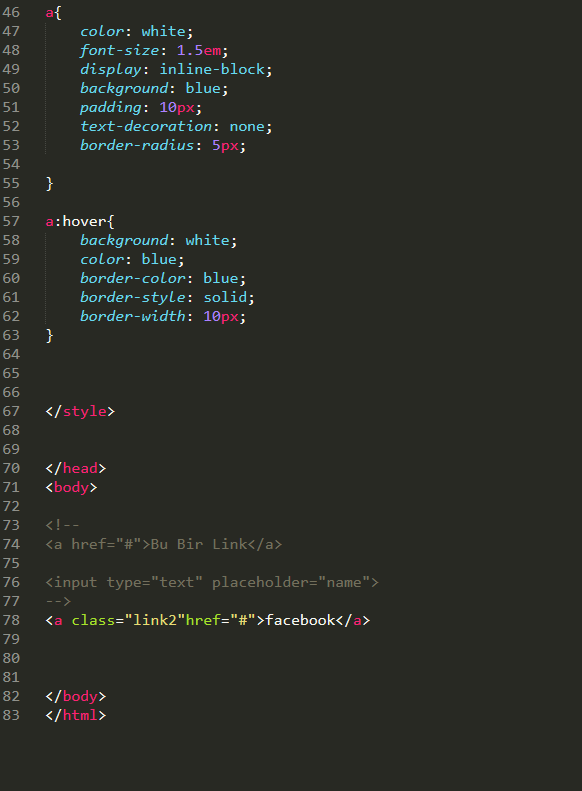 46 a{
47 color: white;
48 font-size: 1.5em;
49 display: inline-block;
50 background: blue;
51 padding: 10px;
52 text-decoration: none;
53 border-radius: 5px;
54
55 }
56
57 a:hover{
58 background: white;
59 color: blue;
60 border-color: blue;
61 border-style: solid;
62 border-width: 10px;
63 }
64
65
66
67 </style>
68
69
70 </head>
71 <body>
72
73 <!--
74 <a href="#">Bu Bir Link</a>
75
76 <input type="text" placeholder="name">
77 -->
78 <a class="link2"href="#">facebook</a>
79
80
81
82 </body>
83 </html>